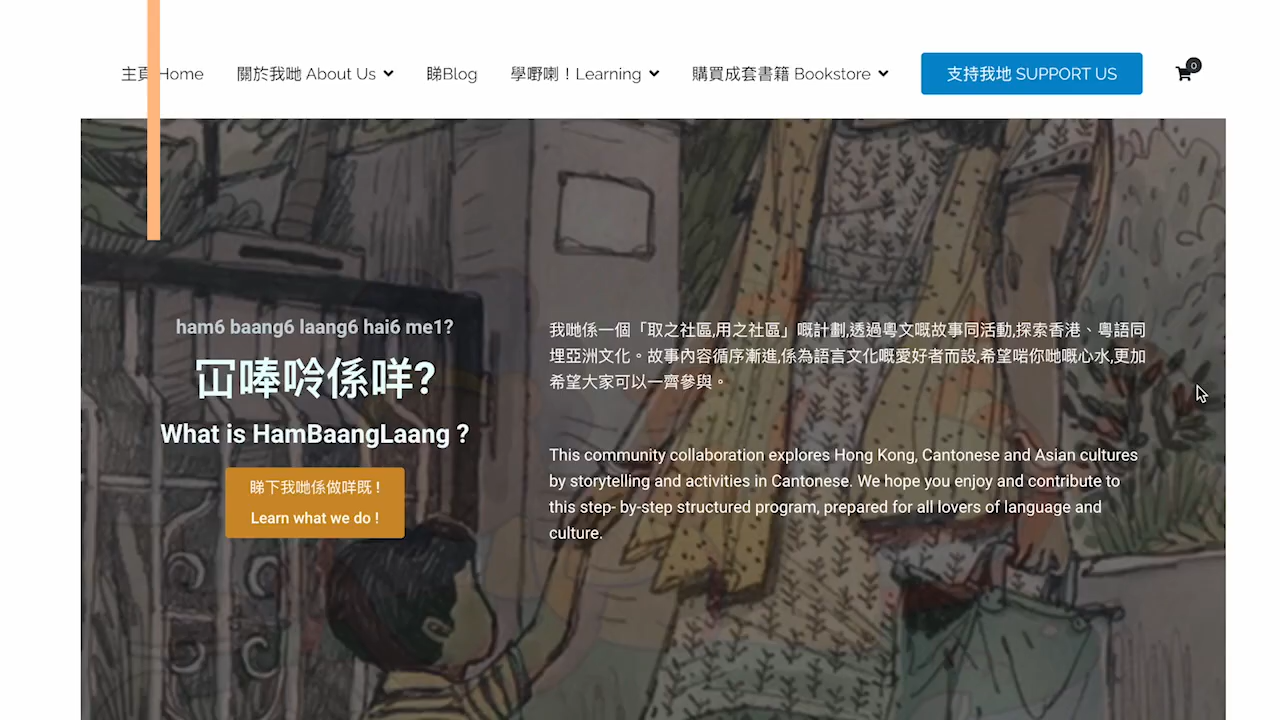 主頁 Home
關於我哋 About Us
睇Blog
學嘢喇！Learning
購買成套書籍 Bookstore
支持我地 SUPPORT US
0
ham6 baang6 laang6 hai6 me1?
冚唪唥係咩?
What is HamBaangLaang ?
睇下我哋係做咩既 !
Learn what we do !
我哋係一個「取之社區,用之社區」嘅計劃,透過粵文嘅故事同活動,探索香港、粵語同
埋亞洲文化。故事內容循序漸進,係為語言文化嘅愛好者而設,希望啱你哋嘅心水,更加
希望大家可以一齊參與。
This community collaboration explores Hong Kong, Cantonese and Asian cultures
by storytelling and activities in Cantonese. We hope you enjoy and contribute to
this step- by-step structured program, prepared for all lovers of language and
culture.